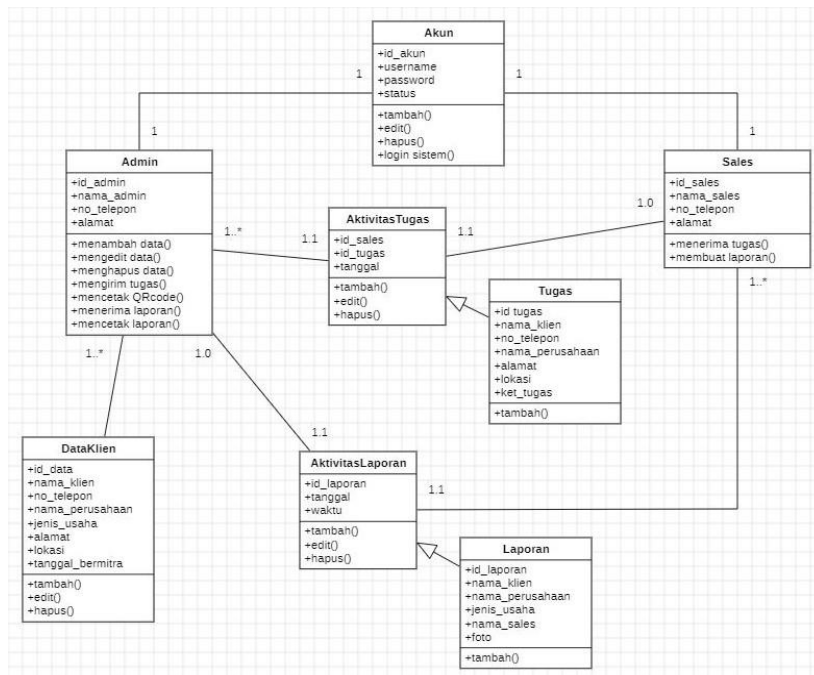 Akun
+id_akun
+username
+password
+status
+tambah()
+edit()
+hapus()
+login sistem()
1
1
1
1
Admin
+id_admin
+nama_admin
+no_telepon
+alamat
+menambah data()
+mengedit data()
+menghapus data()
+mengirim tugas()
+mencetak QRcode()
+menerima laporan()
+mencetak laporan()
Sales
+id_sales
+nama_sales
+no_telepon
+alamat
+menerima tugas()
+membuat laporan()
1..*
1.1
AktivitasTugas
+id_sales
+id_tugas
+tanggal
+tambah()
+edit()
+hapus()
1.1
1.0
Tugas
+id tugas
+nama_klien
+no_telepon
+nama_perusahaan
+alamat
+lokasi
+ket_tugas
+tambah()
1..*
1..*
1.0
1.1
DataKlien
+id_data
+nama_klien
+no_telepon
+nama_perusahaan
+jenis_usaha
+alamat
+lokasi
+tanggal_bermitra
+tambah()
+edit()
+hapus()
AktivitasLaporan
+id_laporan
+tanggal
+waktu
+tambah()
+edit()
+hapus()
1.1
Laporan
+id_laporan
+nama_klien
+nama_perusahaan
+jenis_usaha
+nama_sales
+foto
+tambah()